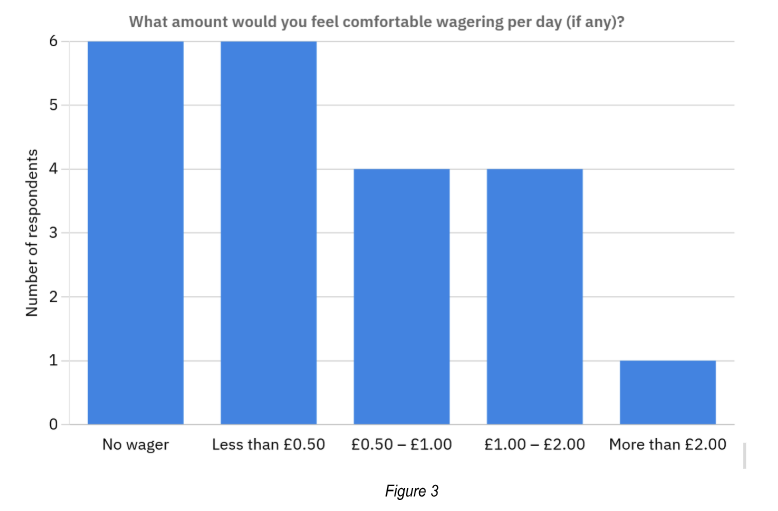 What amount would you feel comfortable wagering per day (if any)?
6
5
4
3
2
1
0
Number of respondents
No wager
Less than £0.50
£0.50 – £1.00
£1.00 – £2.00
More than £2.00
Figure 3